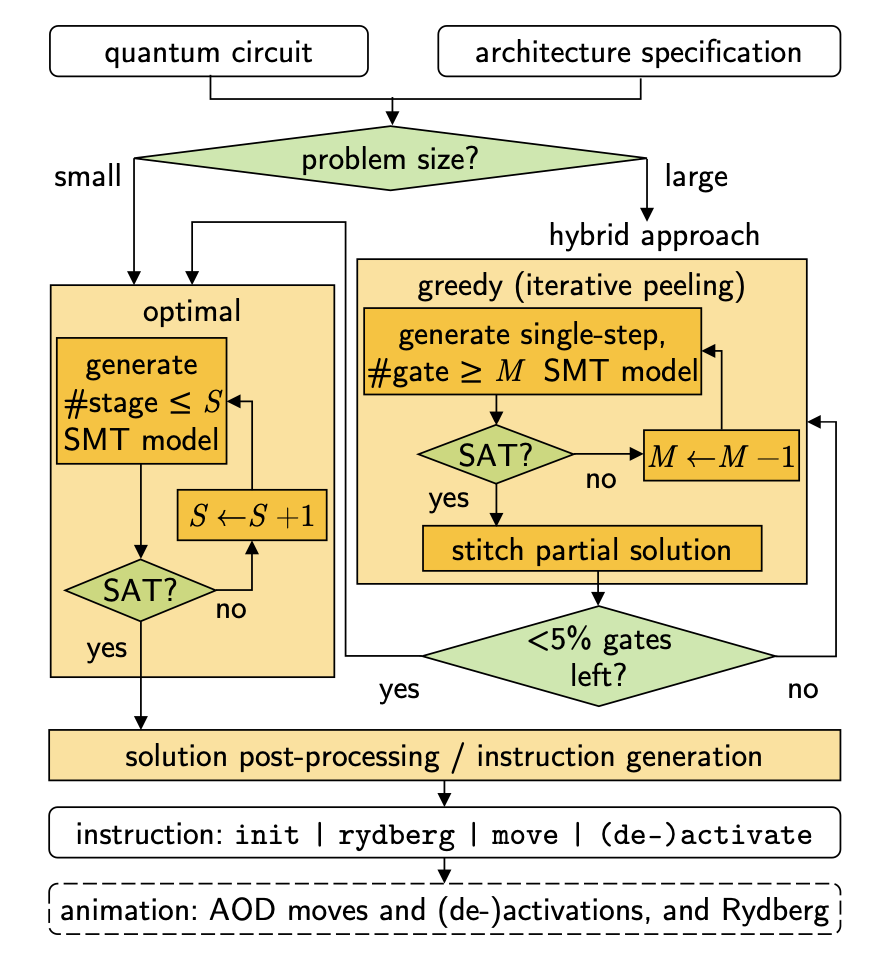 quantum circuit
architecture specification
problem size?
small
large
hybrid approach
optimal
generate
#stage ≤ S
SMT model
S ←S +1
SAT?
no
yes
greedy (iterative peeling)
generate single-step,
#gate ≥ M SMT model
SAT?
no
M ←M −1
yes
stitch partial solution
<5% gates
left?
yes
no
solution post-processing / instruction generation
instruction: init | rydberg | move | (de-)activate
animation: AOD moves and (de-)activations, and Rydberg